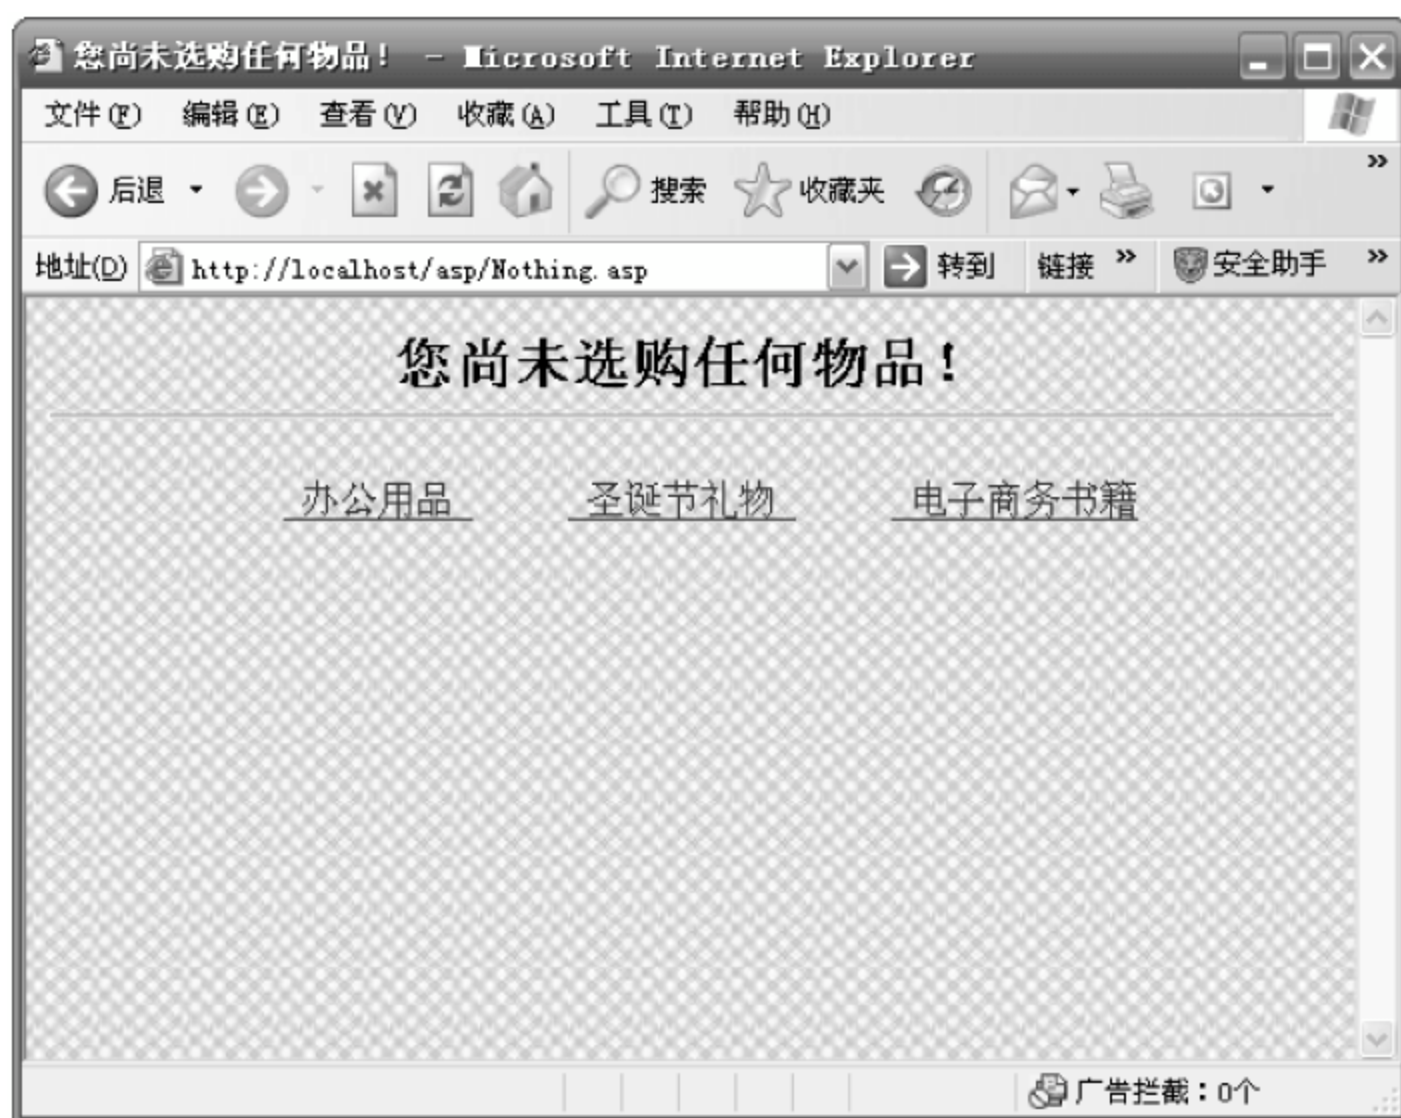 您尚未选购任何物品! - Microsoft Internet Explorer
文件(F) 编辑(E) 查看(V) 收藏(A) 工具(T) 帮助(H)
后退 搜索 收藏夹 »
地址(D) http://localhost/asp/Nothing.asp 转到 链接 » 安全助手 »
您尚未选购任何物品!
办公用品 圣诞节礼物 电子商务书籍
广告拦截:0个